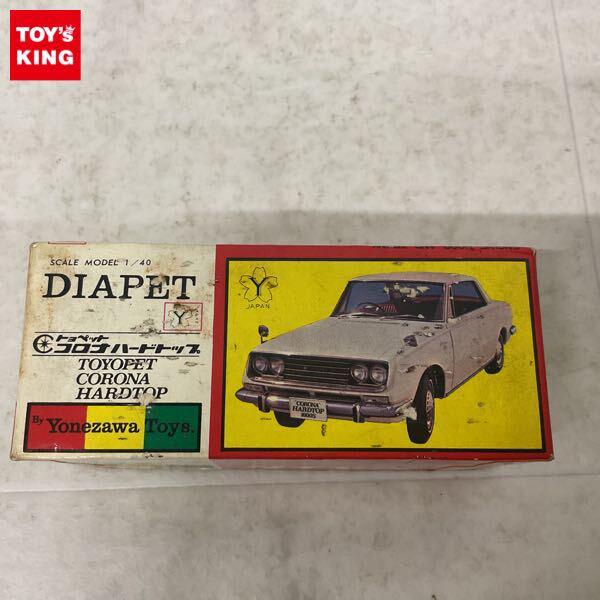 TOY's
KING
SCALE MODEL 1/40
DIAPET
Y
トヨペット
コロナハードトップ
TOYOPET
CORONA
HARDTOP
By Yonezawa Toys.
Y
JAPAN
CORONA
HARDTOP
1600S